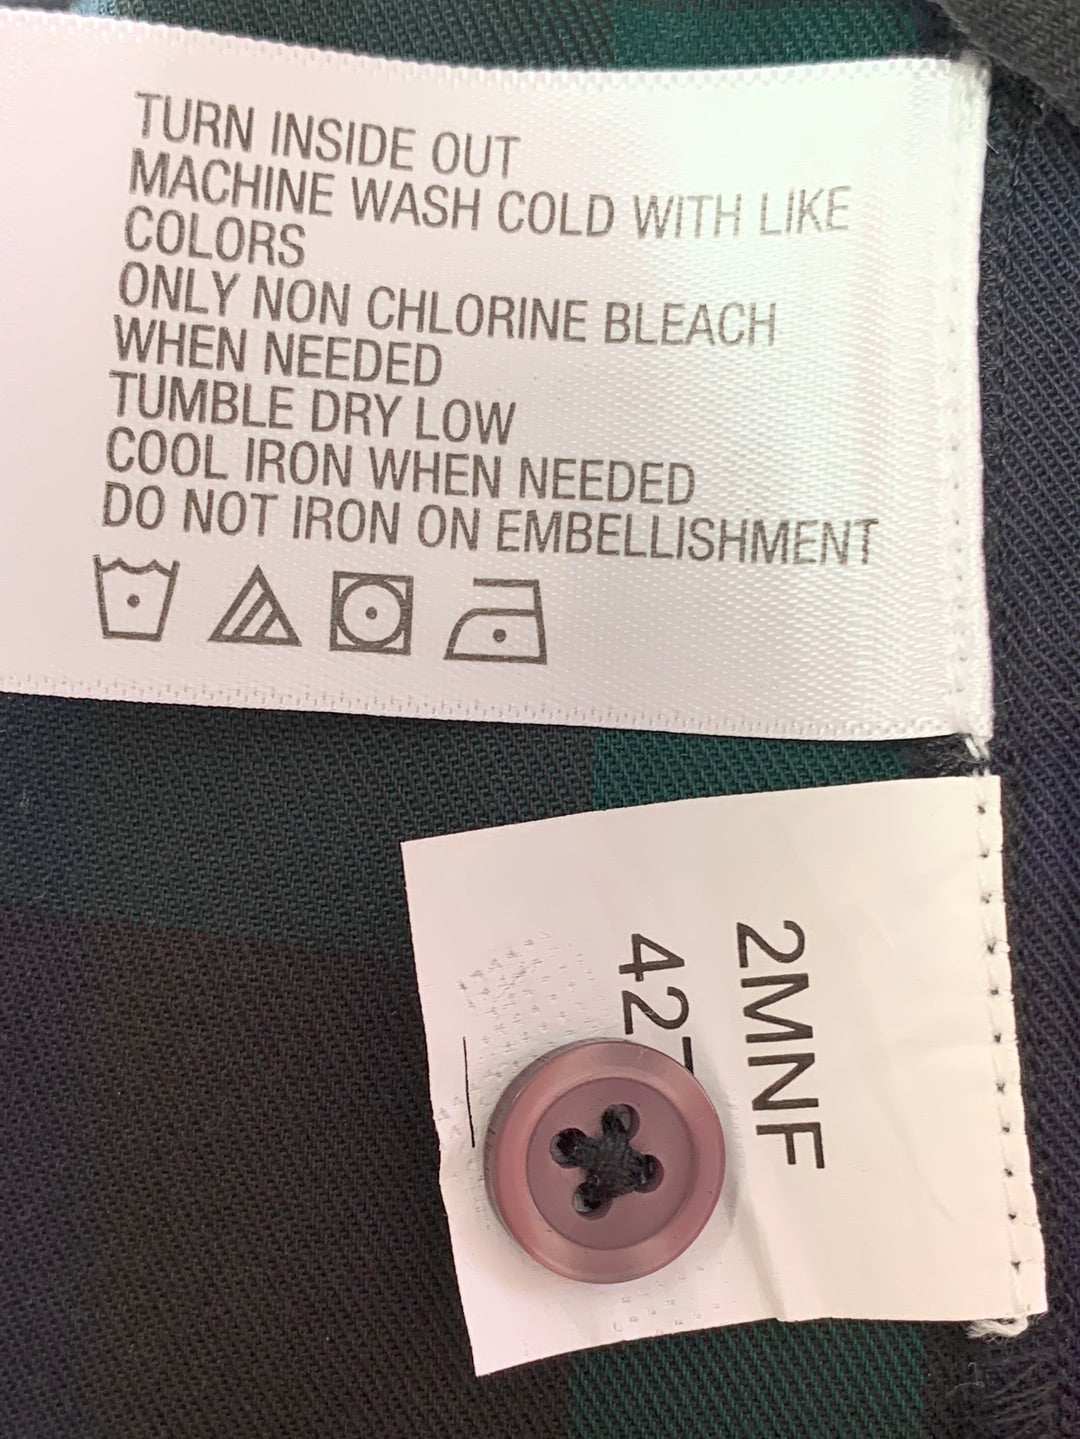 TURN INSIDE OUT
MACHINE WASH COLD WITH LIKE
COLORS
ONLY NON CHLORINE BLEACH
WHEN NEEDED
TUMBLE DRY LOW
COOL IRON WHEN NEEDED
DO NOT IRON ON EMBELLISHMENT
2MNF